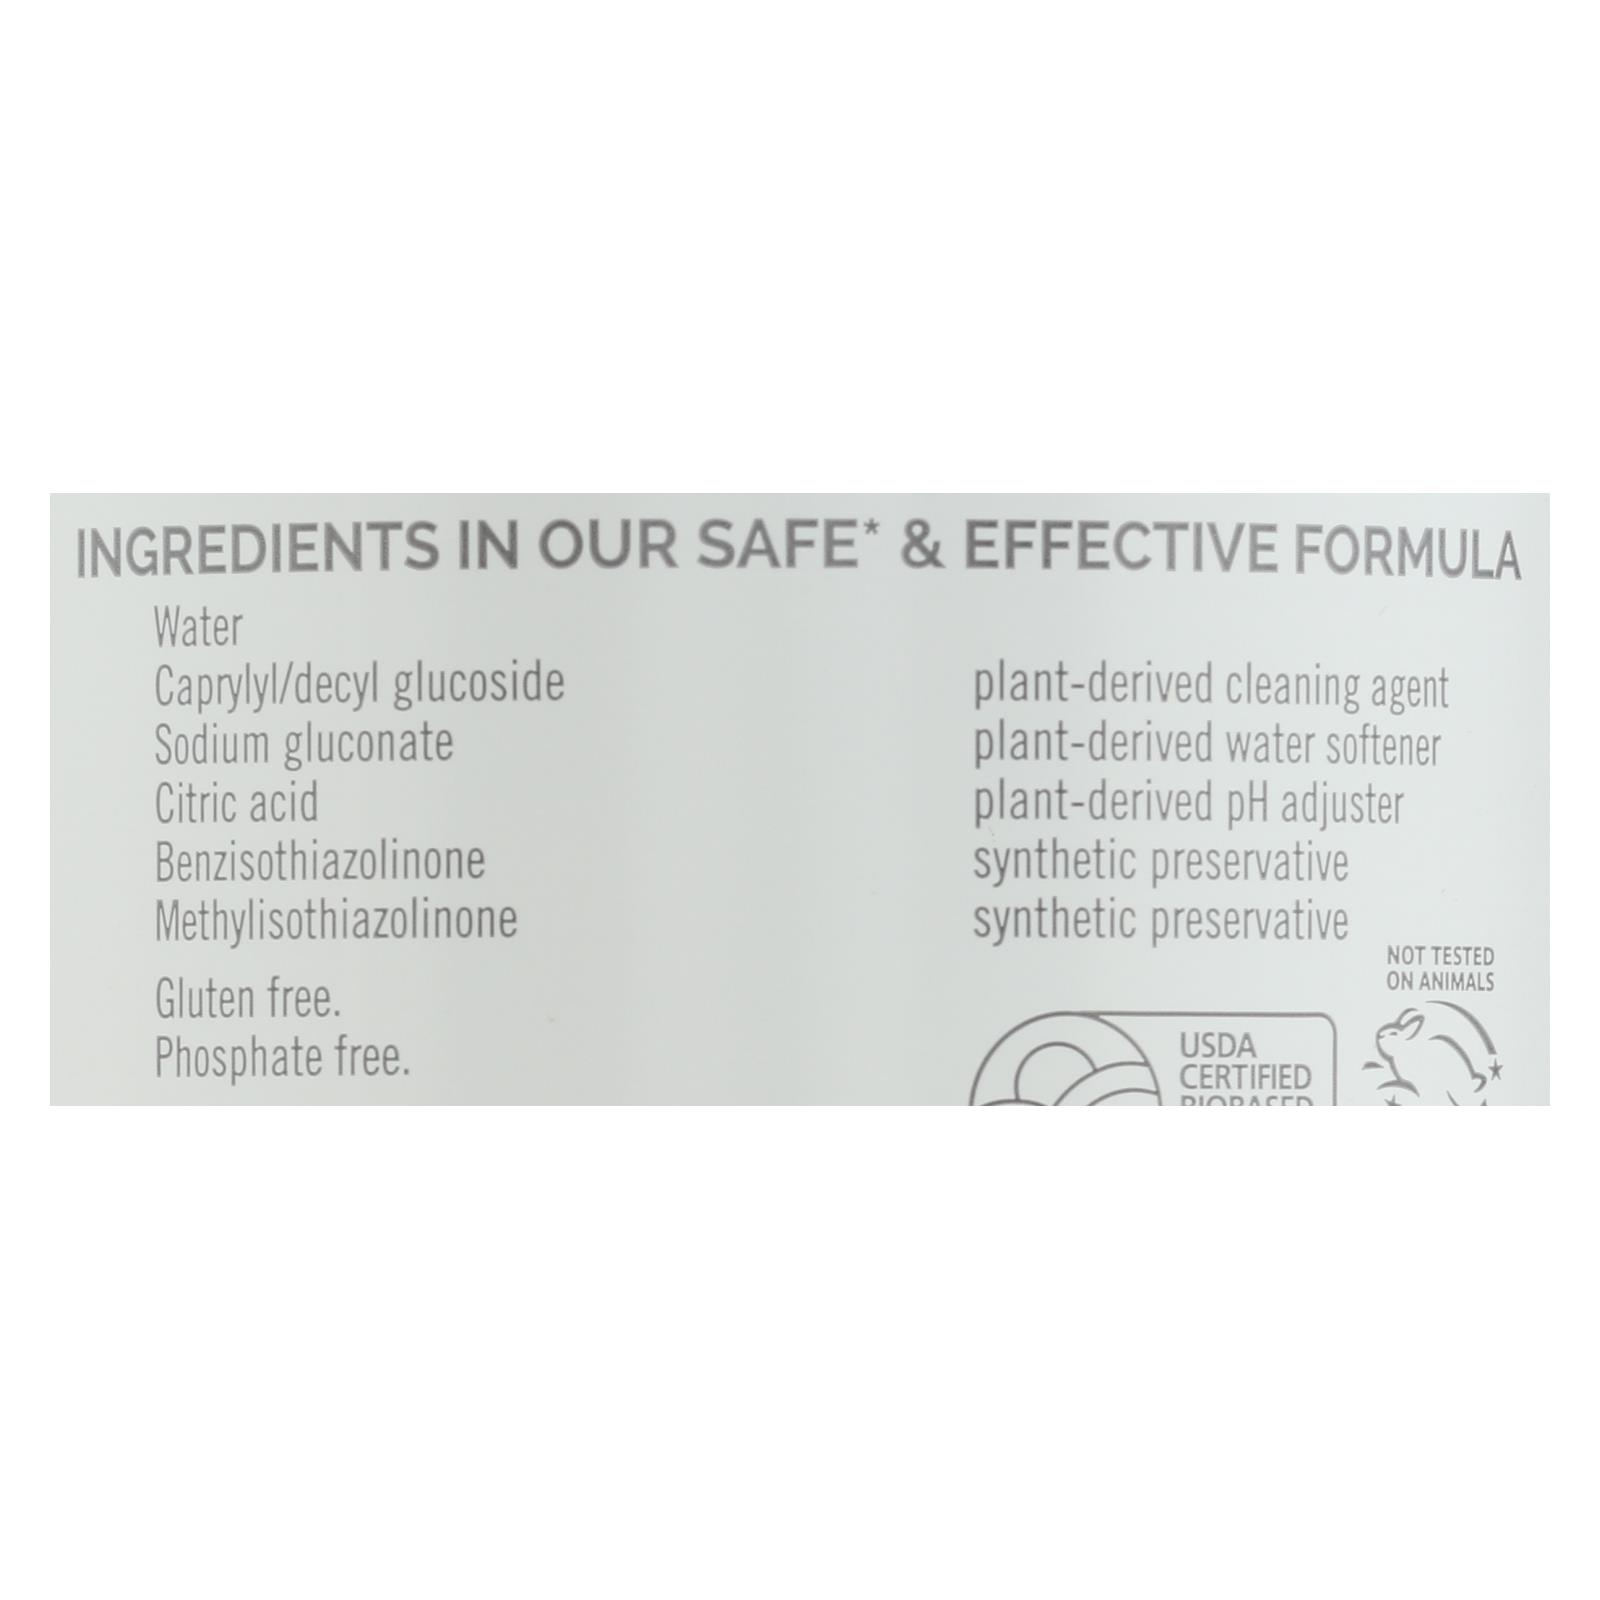 INGREDIENTS IN OUR SAFE* & EFFECTIVE FORMULA
Water
Caprylyl/decyl glucoside plant-derived cleaning agent
Sodium gluconate plant-derived water softener
Citric acid plant-derived pH adjuster
Benzisothiazolinone synthetic preservative
Methylisothiazolinone synthetic preservative
Gluten free.
Phosphate free.
NOT TESTED
ON ANIMALS
USDA
CERTIFIED
BIOBASED